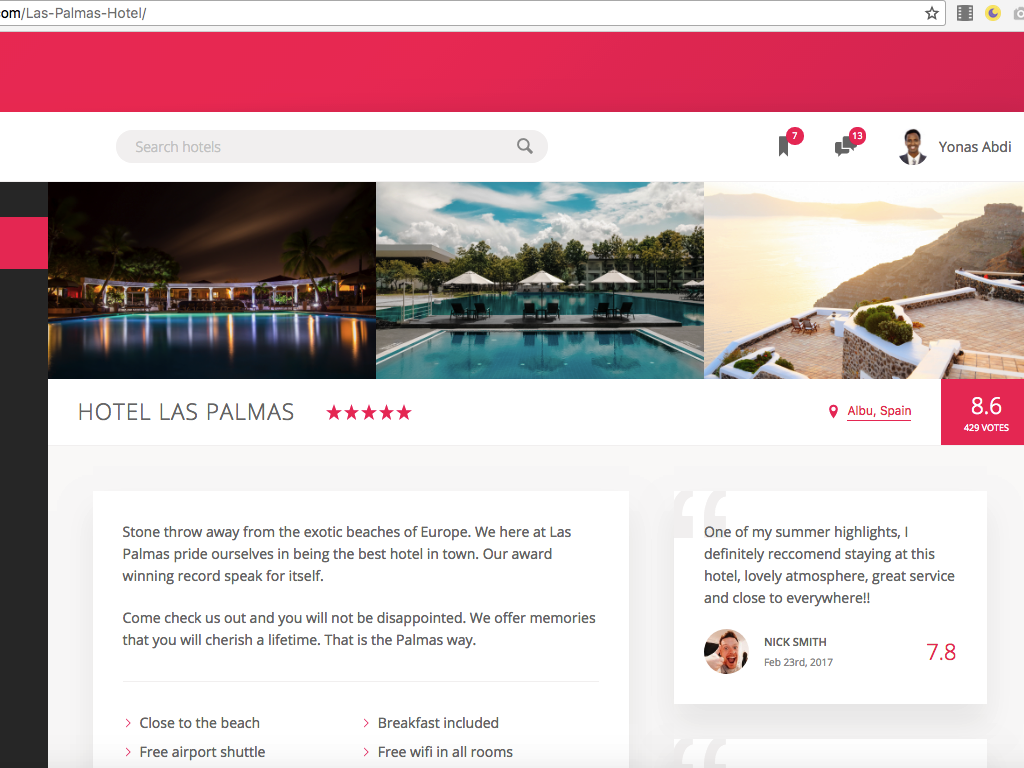 om/Las-Palmas-Hotel/
Search hotels
7
13
Yonas Abdi
HOTEL LAS PALMAS
Albu, Spain
8.6
429 VOTES
Stone throw away from the exotic beaches of Europe. We here at Las
Palmas pride ourselves in being the best hotel in town. Our award
winning record speak for itself.
Come check us out and you will not be disappointed. We offer memories
that you will cherish a lifetime. That is the Palmas way.
Close to the beach
Breakfast included
Free airport shuttle
Free wifi in all rooms
“
One of my summer highlights, I
definitely reccomend staying at this
hotel, lovely atmosphere, great service
and close to everywhere!!
NICK SMITH
Feb 23rd, 2017
7.8
“